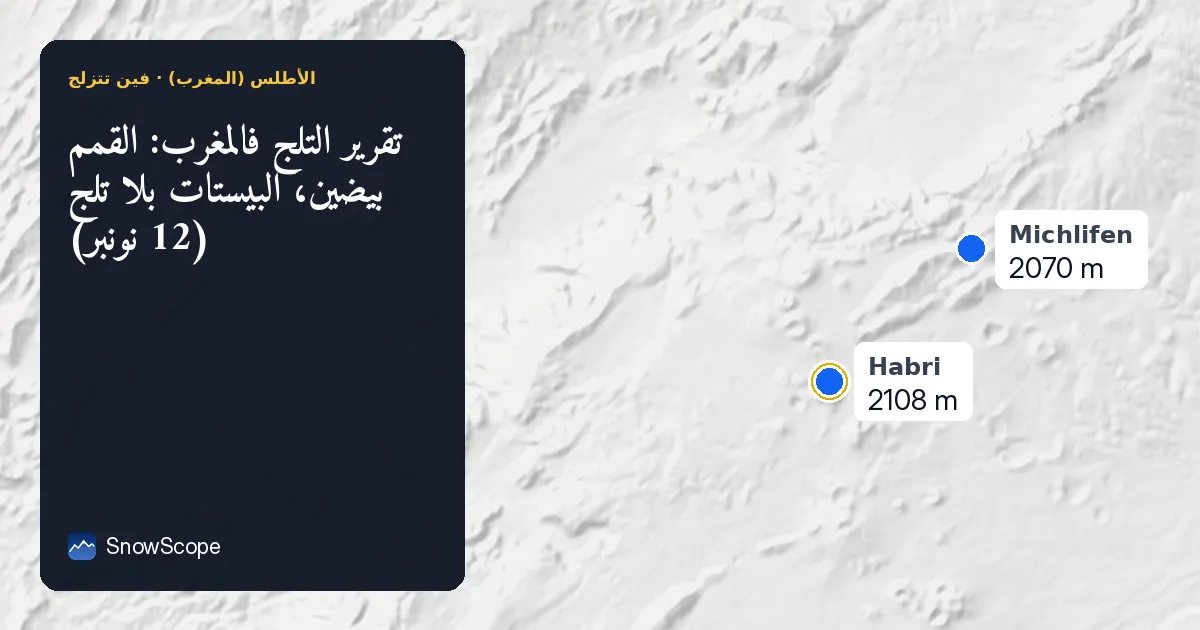 الأطلس (المغرب) · فين تتزلج
تقرير التلج فالمغرب: القمم
بيضين، البيستات بلا تلج
(12 نونبر)
Michlifen
2070 m
Habri
2108 m
SnowScope